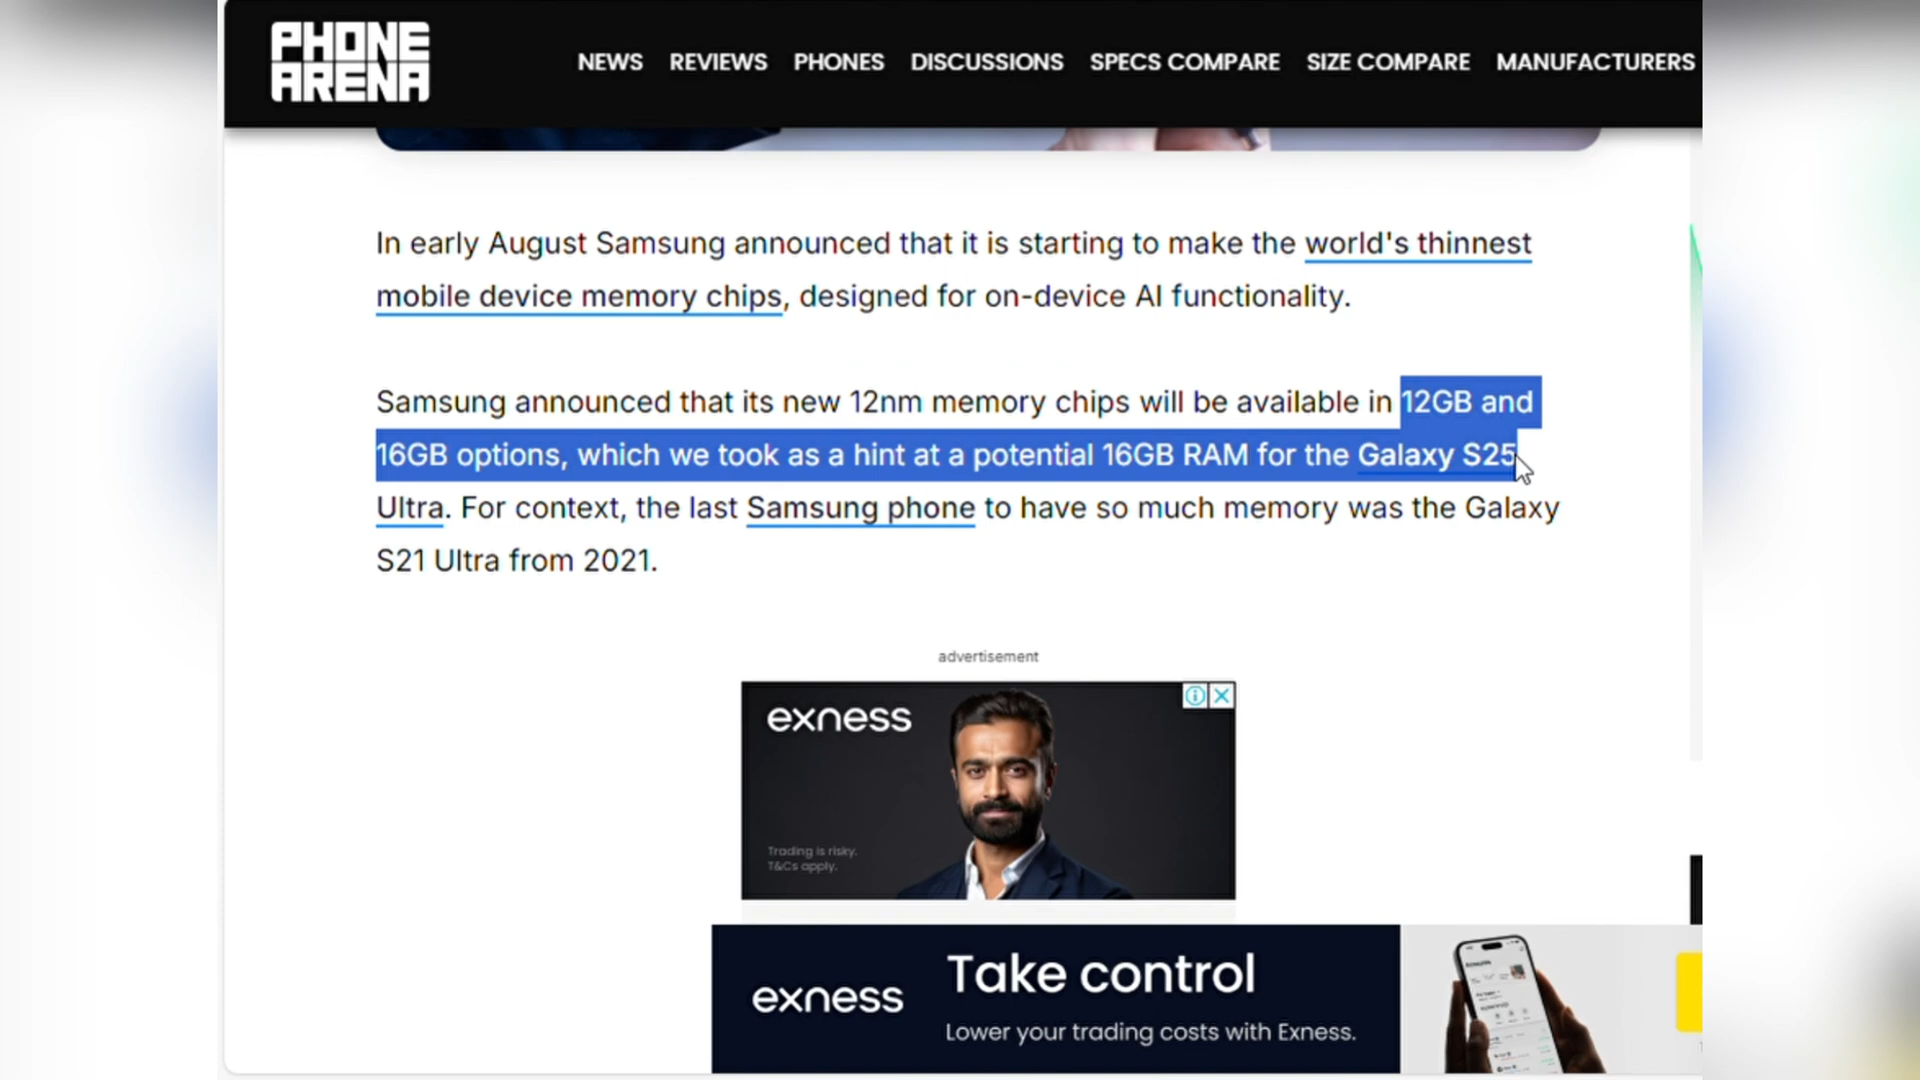 PHONE
ARENA
NEWS REVIEWS PHONES DISCUSSIONS SPECS COMPARE SIZE COMPARE MANUFACTURERS
In early August Samsung announced that it is starting to make the world's thinnest
mobile device memory chips, designed for on-device AI functionality.
Samsung announced that its new 12nm memory chips will be available in 12GB and
16GB options, which we took as a hint at a potential 16GB RAM for the Galaxy S25
Ultra. For context, the last Samsung phone to have so much memory was the Galaxy
S21 Ultra from 2021.
advertisement
exness
Trading is risky.
T&Cs apply.
exness
Take control
Lower your trading costs with Exness.